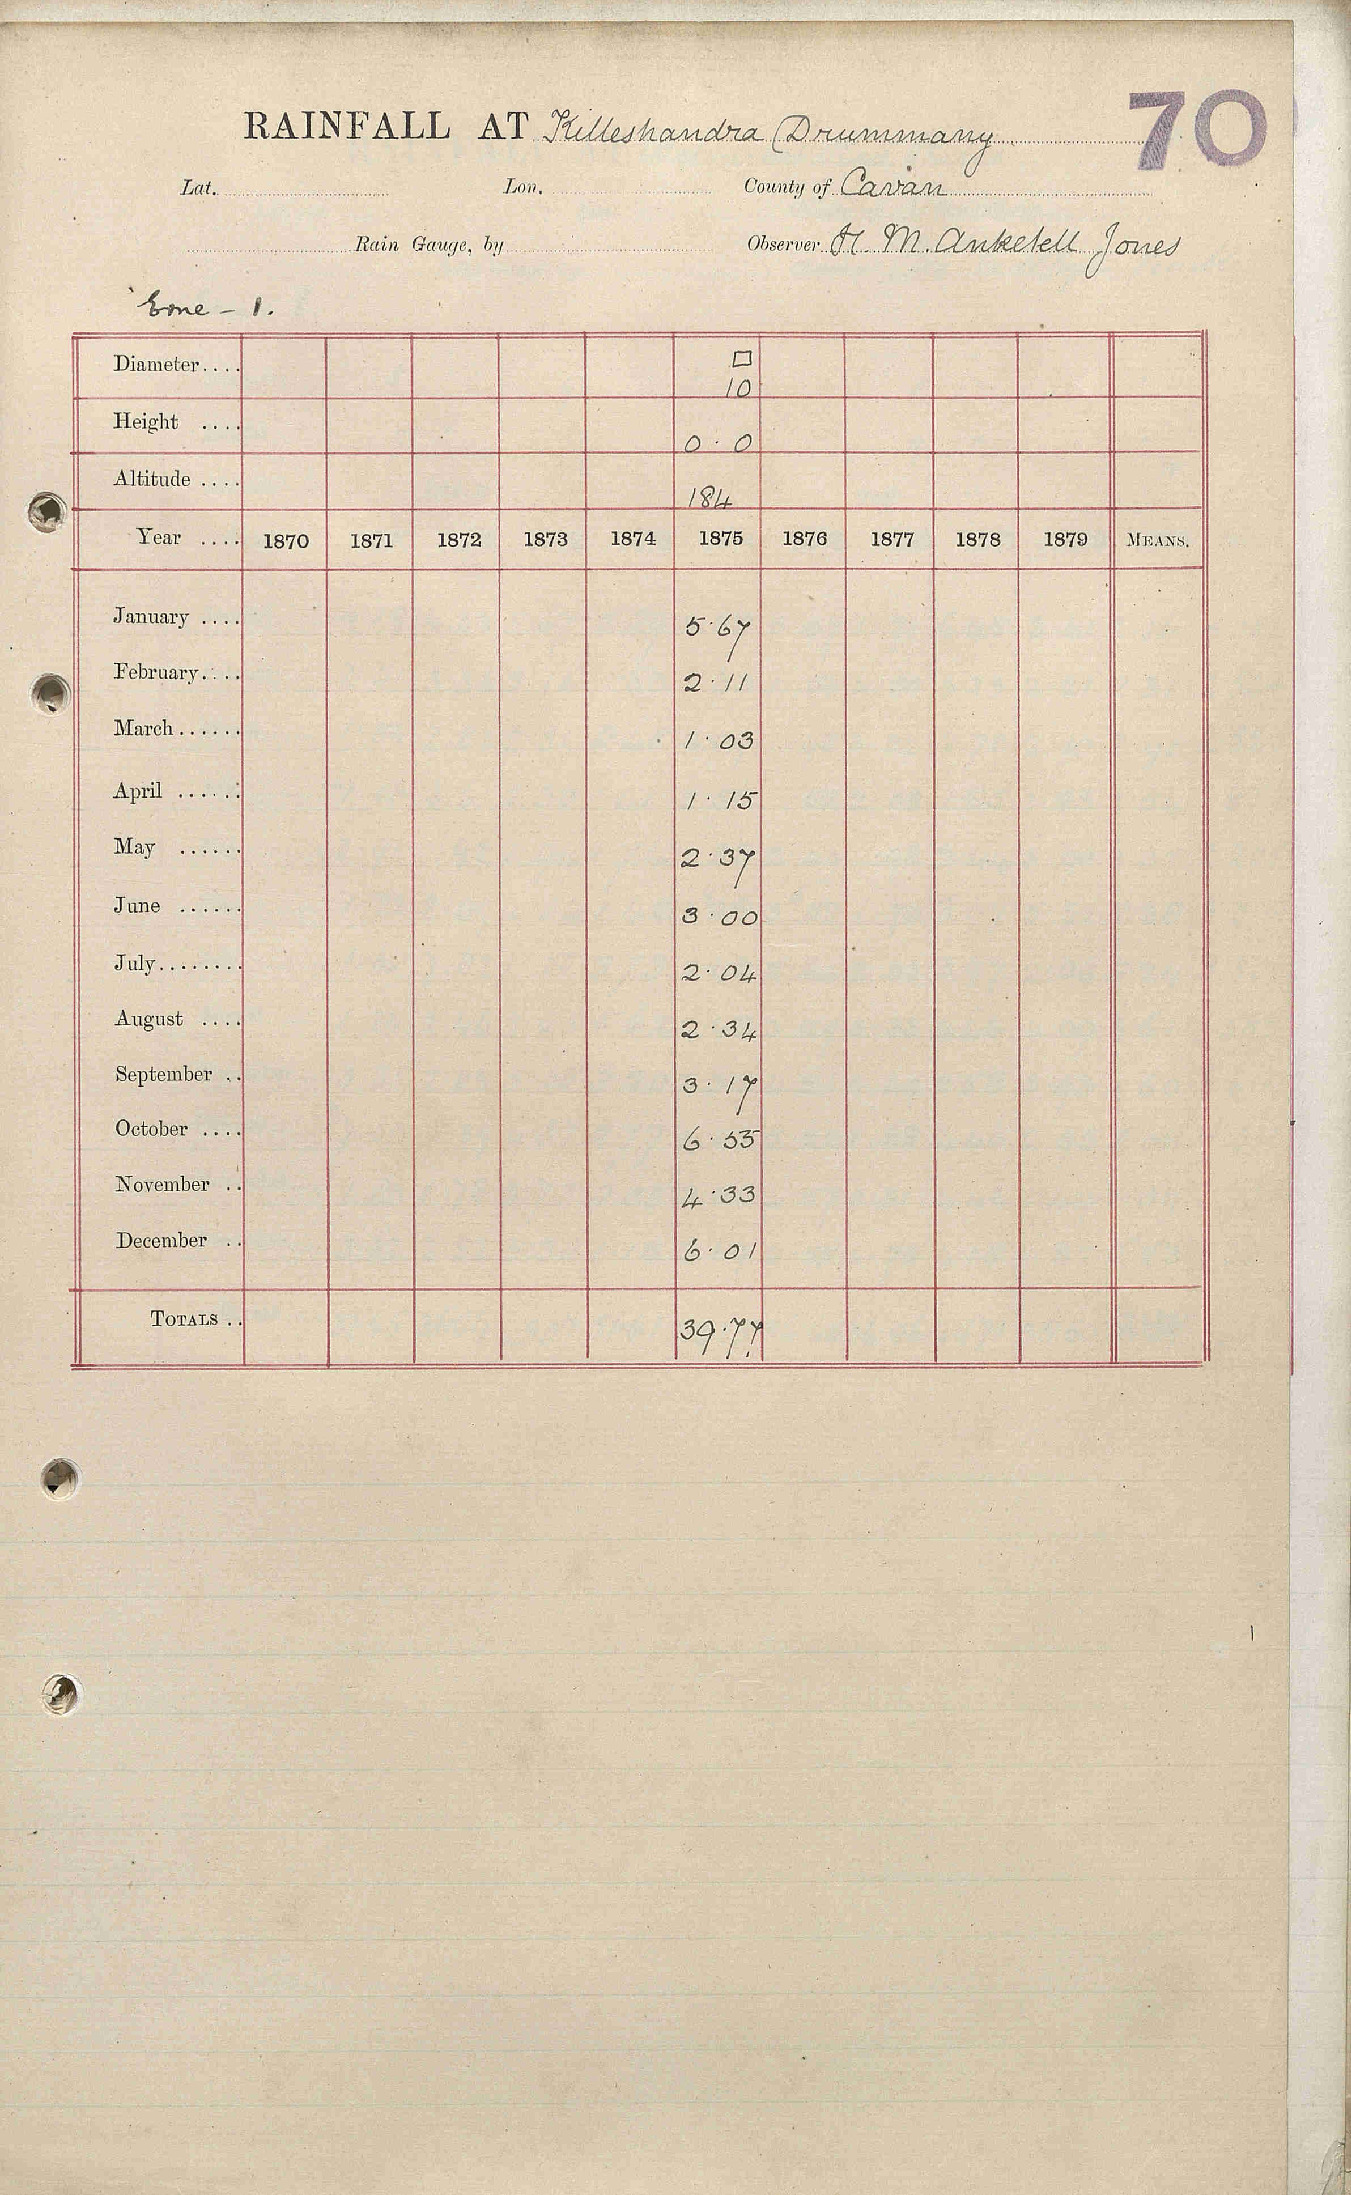 70
RAINFALL AT Killeshandra (Drummany
Lat. Lon. County of Cavan
Rain Gauge, by Observer H. M. Anketell Jones
Erne - 1.
Diameter.... □ 10
Height .... 0·0
Altitude .... 184
Year .... 1870 1871 1872 1873 1874 1875 1876 1877 1878 1879 MEANS.
January .... 5·67
February.... 2·11
March...... 1·03
April ...... 1·15
May ...... 2·37
June ...... 3·00
July........ 2·04
August .... 2·34
September .. 3·17
October .... 6·55
November .. 4·33
December .. 6·01
TOTALS .. 39·77